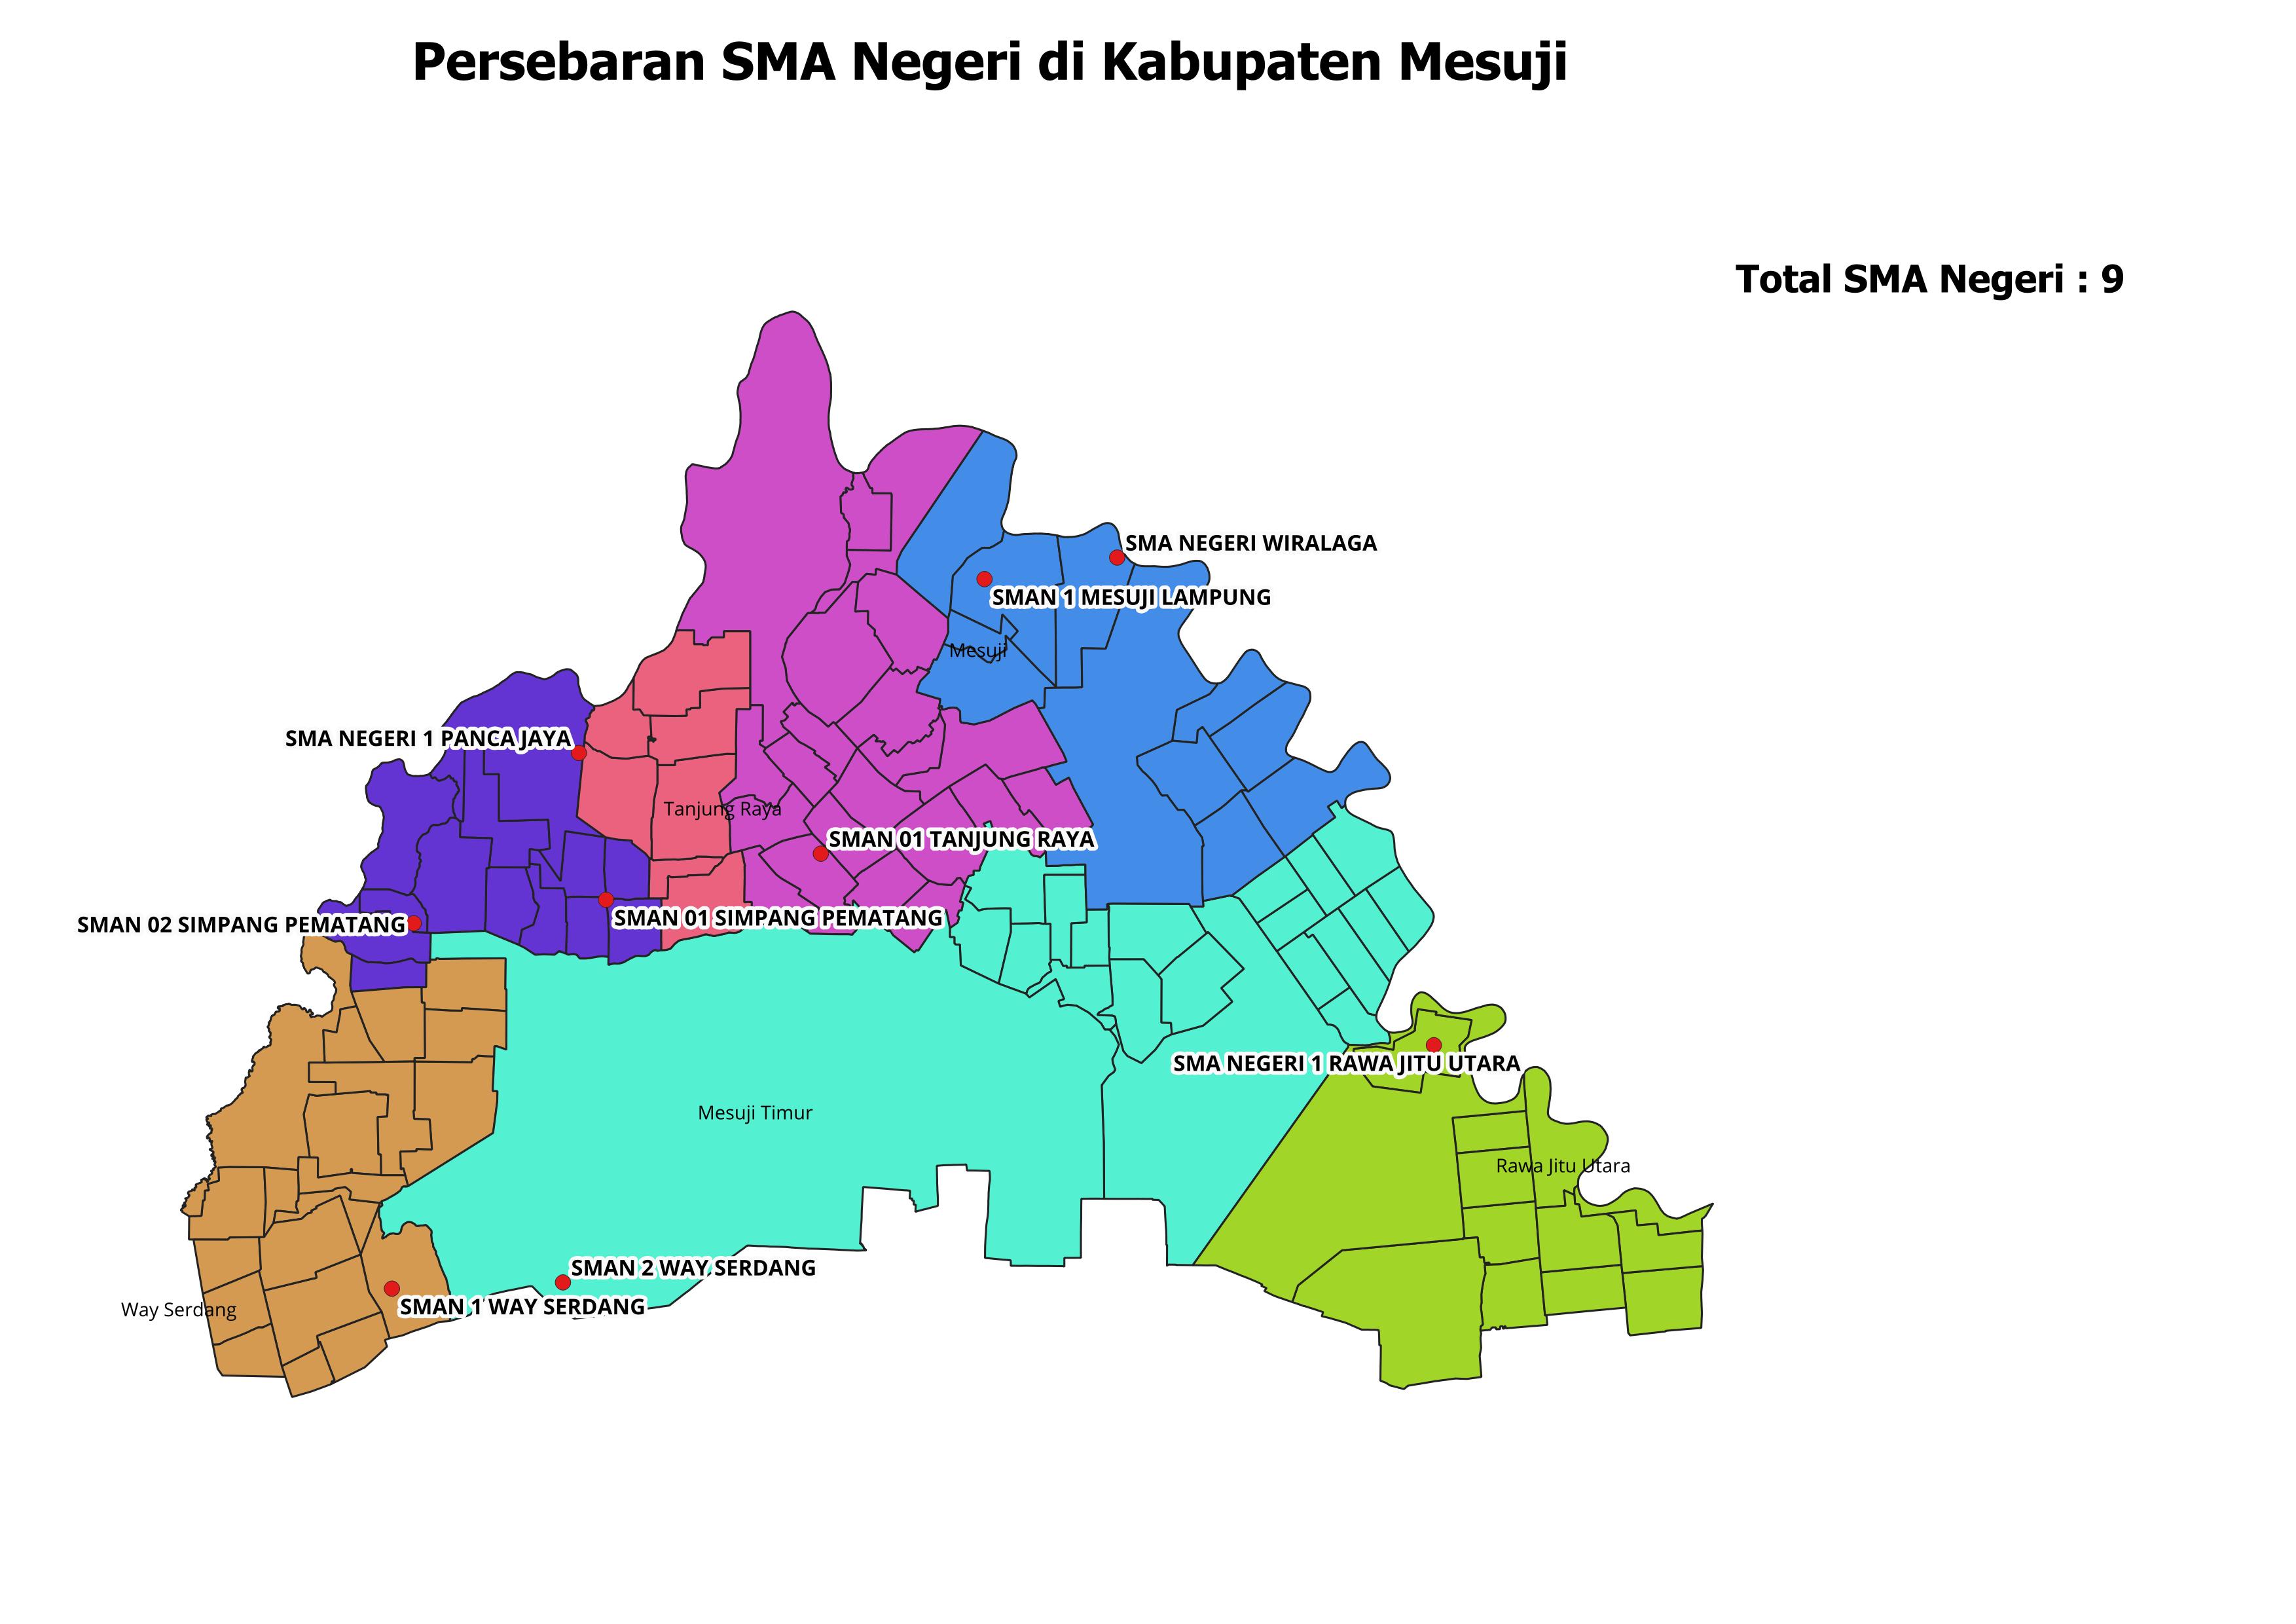 Persebaran SMA Negeri di Kabupaten Mesuji
Total SMA Negeri : 9
SMA NEGERI WIRALAGA
SMAN 1 MESUJI LAMPUNG
Mesuji
SMA NEGERI 1 PANCA JAYA
Tanjung Raya
SMAN 01 TANJUNG RAYA
SMAN 02 SIMPANG PEMATANG
SMAN 01 SIMPANG PEMATANG
SMA NEGERI 1 RAWA JITU UTARA
Mesuji Timur
Rawa Jitu Utara
SMAN 2 WAY SERDANG
SMAN 1 WAY SERDANG
Way Serdang